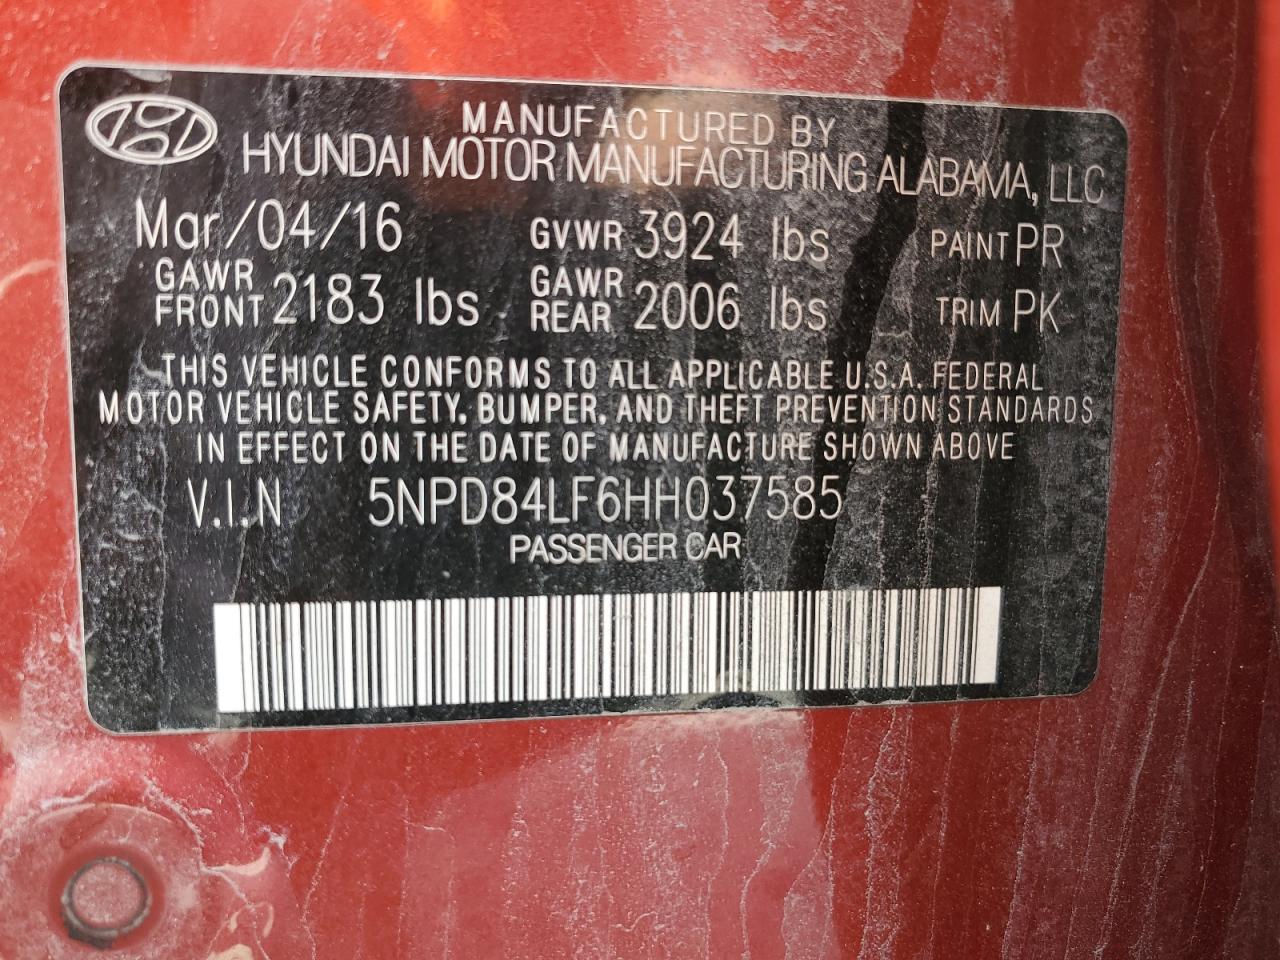 MANUFACTURED BY
HYUNDAI MOTOR MANUFACTURING ALABAMA, LLC
Mar/04/16 GVWR 3924 lbs PAINT PR
GAWR FRONT 2183 lbs GAWR REAR 2006 lbs TRIM PK
THIS VEHICLE CONFORMS TO ALL APPLICABLE U.S.A. FEDERAL
MOTOR VEHICLE SAFETY, BUMPER, AND THEFT PREVENTION STANDARDS
IN EFFECT ON THE DATE OF MANUFACTURE SHOWN ABOVE
V.I.N 5NPD84LF6HH037585
PASSENGER CAR